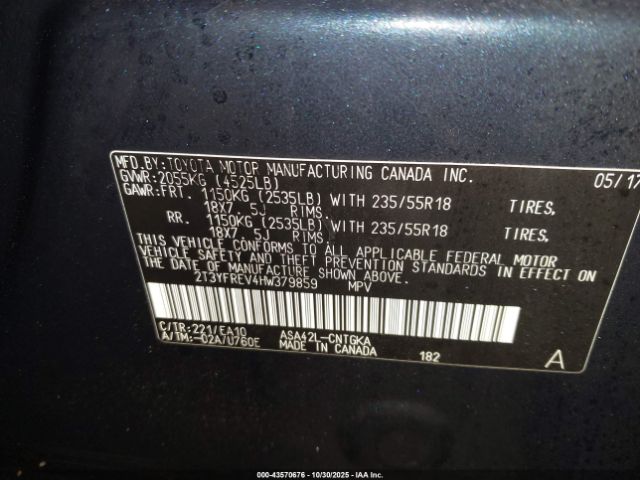 MFD.BY:TOYOTA MOTOR MANUFACTURING CANADA INC. 05/17
GVWR:2055KG (4525LB)
GAWR:FRT. 1150KG (2535LB) WITH 235/55R18 TIRES,
18X7 .5J RIMS.
RR. 1150KG (2535LB) WITH 235/55R18 TIRES,
18X7 .5J RIMS.
THIS VEHICLE CONFORMS TO ALL APPLICABLE FEDERAL MOTOR
VEHICLE SAFETY AND THEFT PREVENTION STANDARDS IN EFFECT ON
THE DATE OF MANUFACTURE SHOWN ABOVE.
2T3YFREV4HW379859 MPV
C/TR:221/EA10 ASA42L-CNTGKA
A/TM:-02A/U760E MADE IN CANADA 182 A
000-43570676 • 10/30/2025 • IAAI.COM